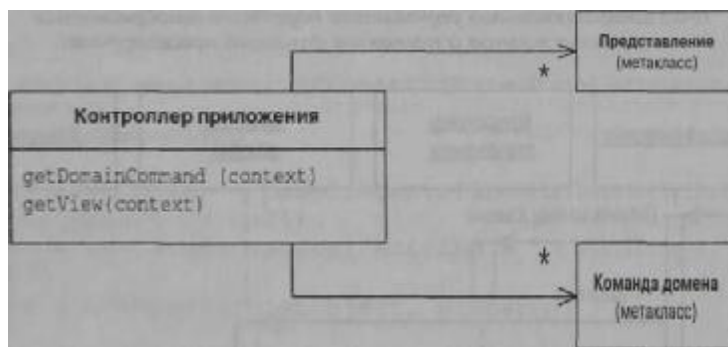 Представление
(метакласс)
*
Контроллер приложения
getDomainCommand (context)
getView(context)
*
Команда домена
(метакласс)